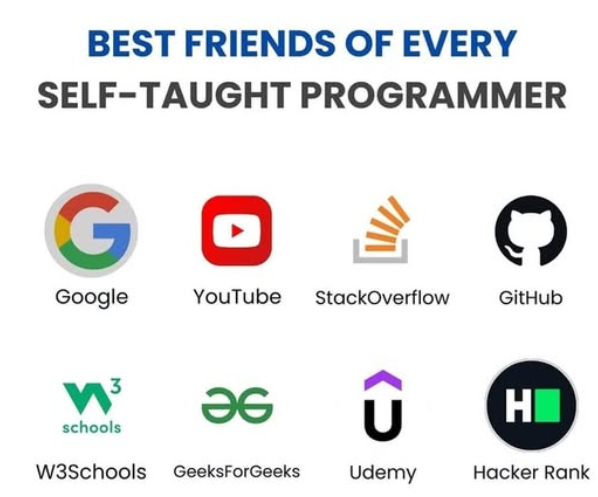 BEST FRIENDS OF EVERY
SELF-TAUGHT PROGRAMMER
Google YouTube StackOverflow GitHub
W3 schools
W3Schools GeeksForGeeks Udemy Hacker Rank